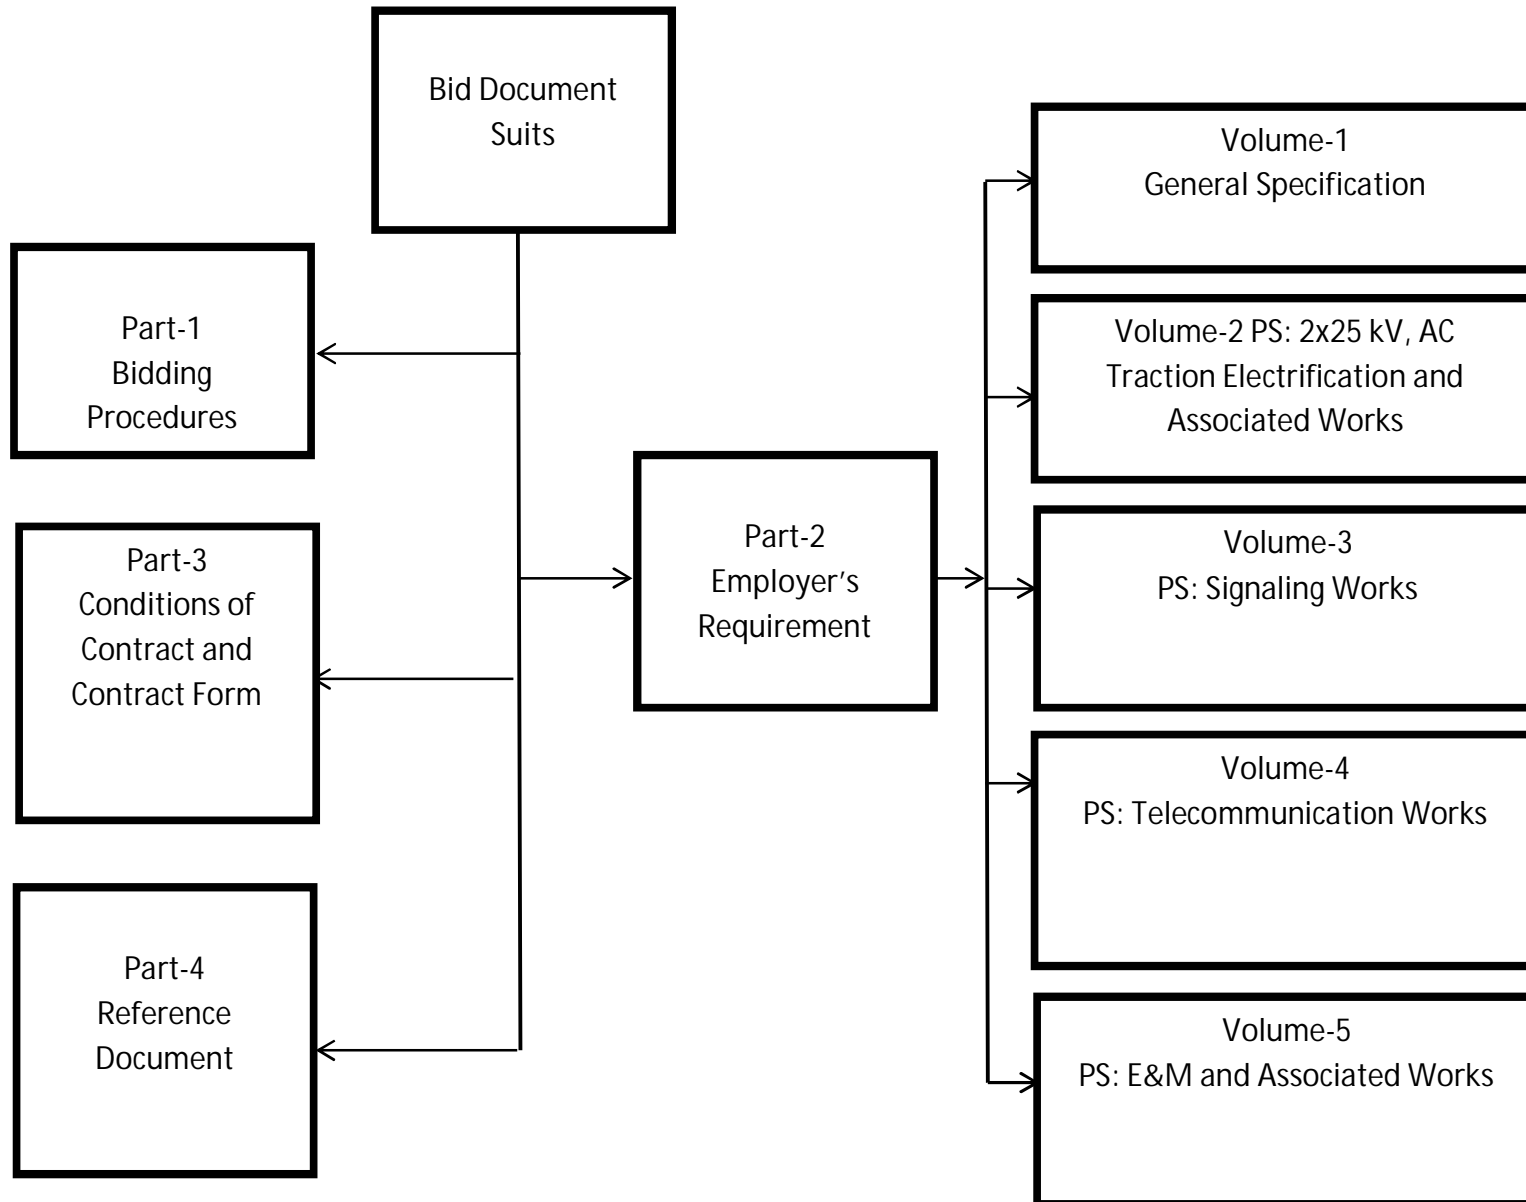 Bid Document
Suits
Part-1
Bidding
Procedures
Part-3
Conditions of
Contract and
Contract Form
Part-4
Reference
Document
Part-2
Employer’s
Requirement
Volume-1
General Specification
Volume-2 PS: 2x25 kV, AC
Traction Electrification and
Associated Works
Volume-3
PS: Signaling Works
Volume-4
PS: Telecommunication Works
Volume-5
PS: E&M and Associated Works